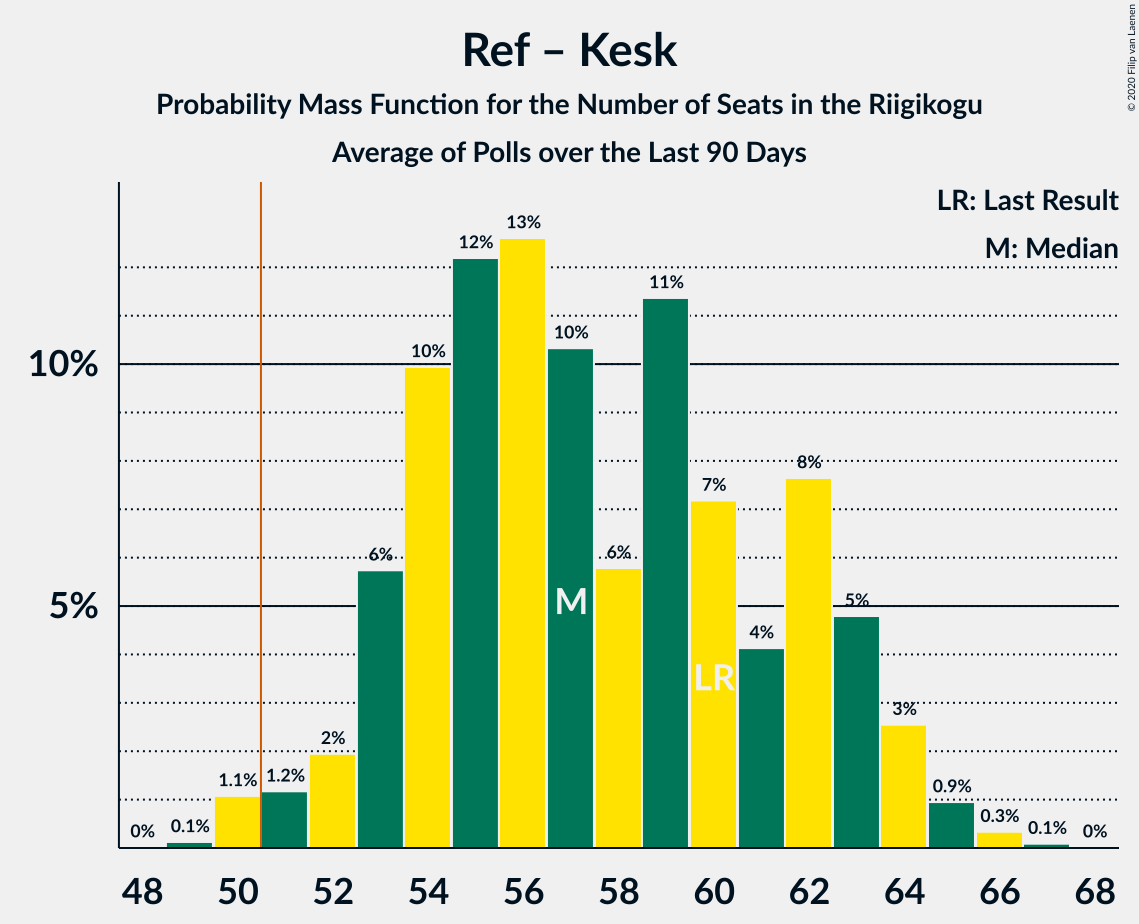 Ref – Kesk
Probability Mass Function for the Number of Seats in the Riigikogu
Average of Polls over the Last 90 Days
© 2020 Filip van Laenen
LR: Last Result
M: Median
10%
5%
0%
0.1%
1.1%
1.2%
2%
6%
10%
12%
13%
10%
6%
11%
7%
4%
8%
5%
3%
0.9%
0.3%
0.1%
0%
M
LR
48 50 52 54 56 58 60 62 64 66 68